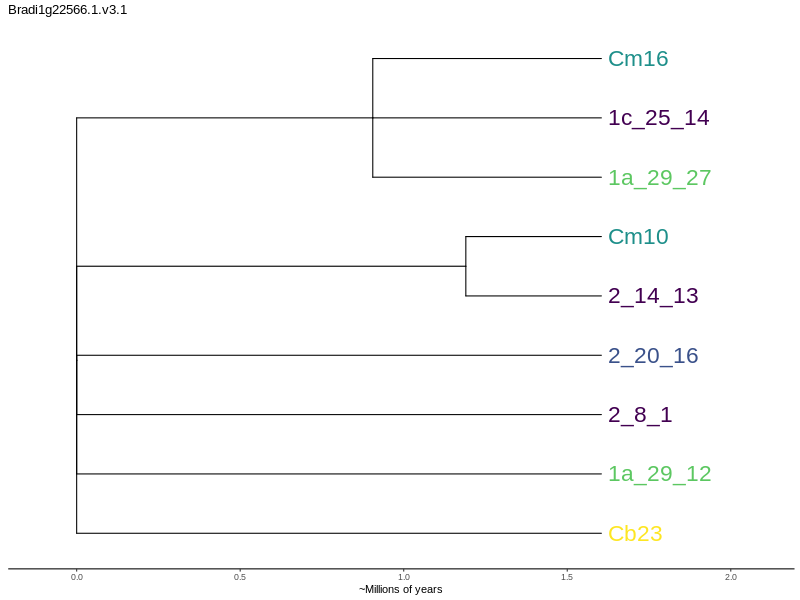 Bradi1g22566.1.v3.1
Cm16
1c_25_14
1a_29_27
Cm10
2_14_13
2_20_16
2_8_1
1a_29_12
Cb23
0.0 0.5 1.0 1.5 2.0
~Millions of years